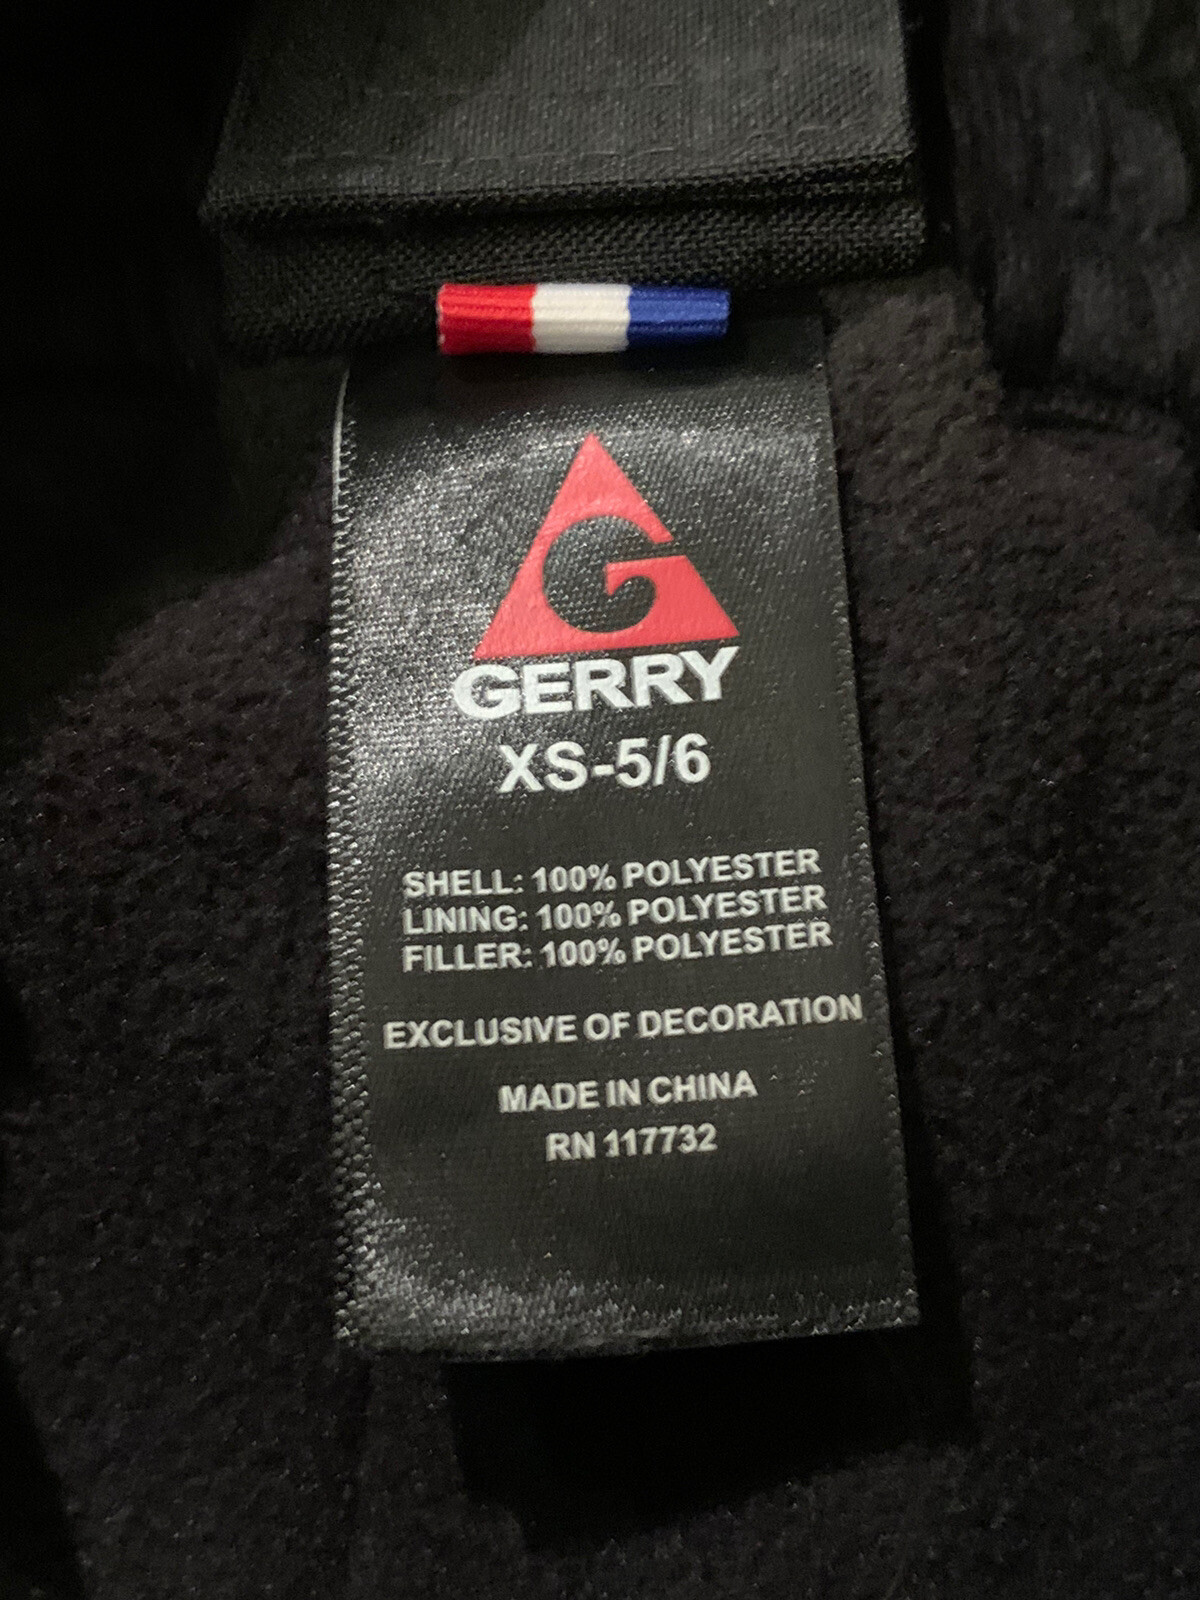 G
GERRY
XS-5/6
SHELL: 100% POLYESTER
LINING: 100% POLYESTER
FILLER: 100% POLYESTER
EXCLUSIVE OF DECORATION
MADE IN CHINA
RN 117732